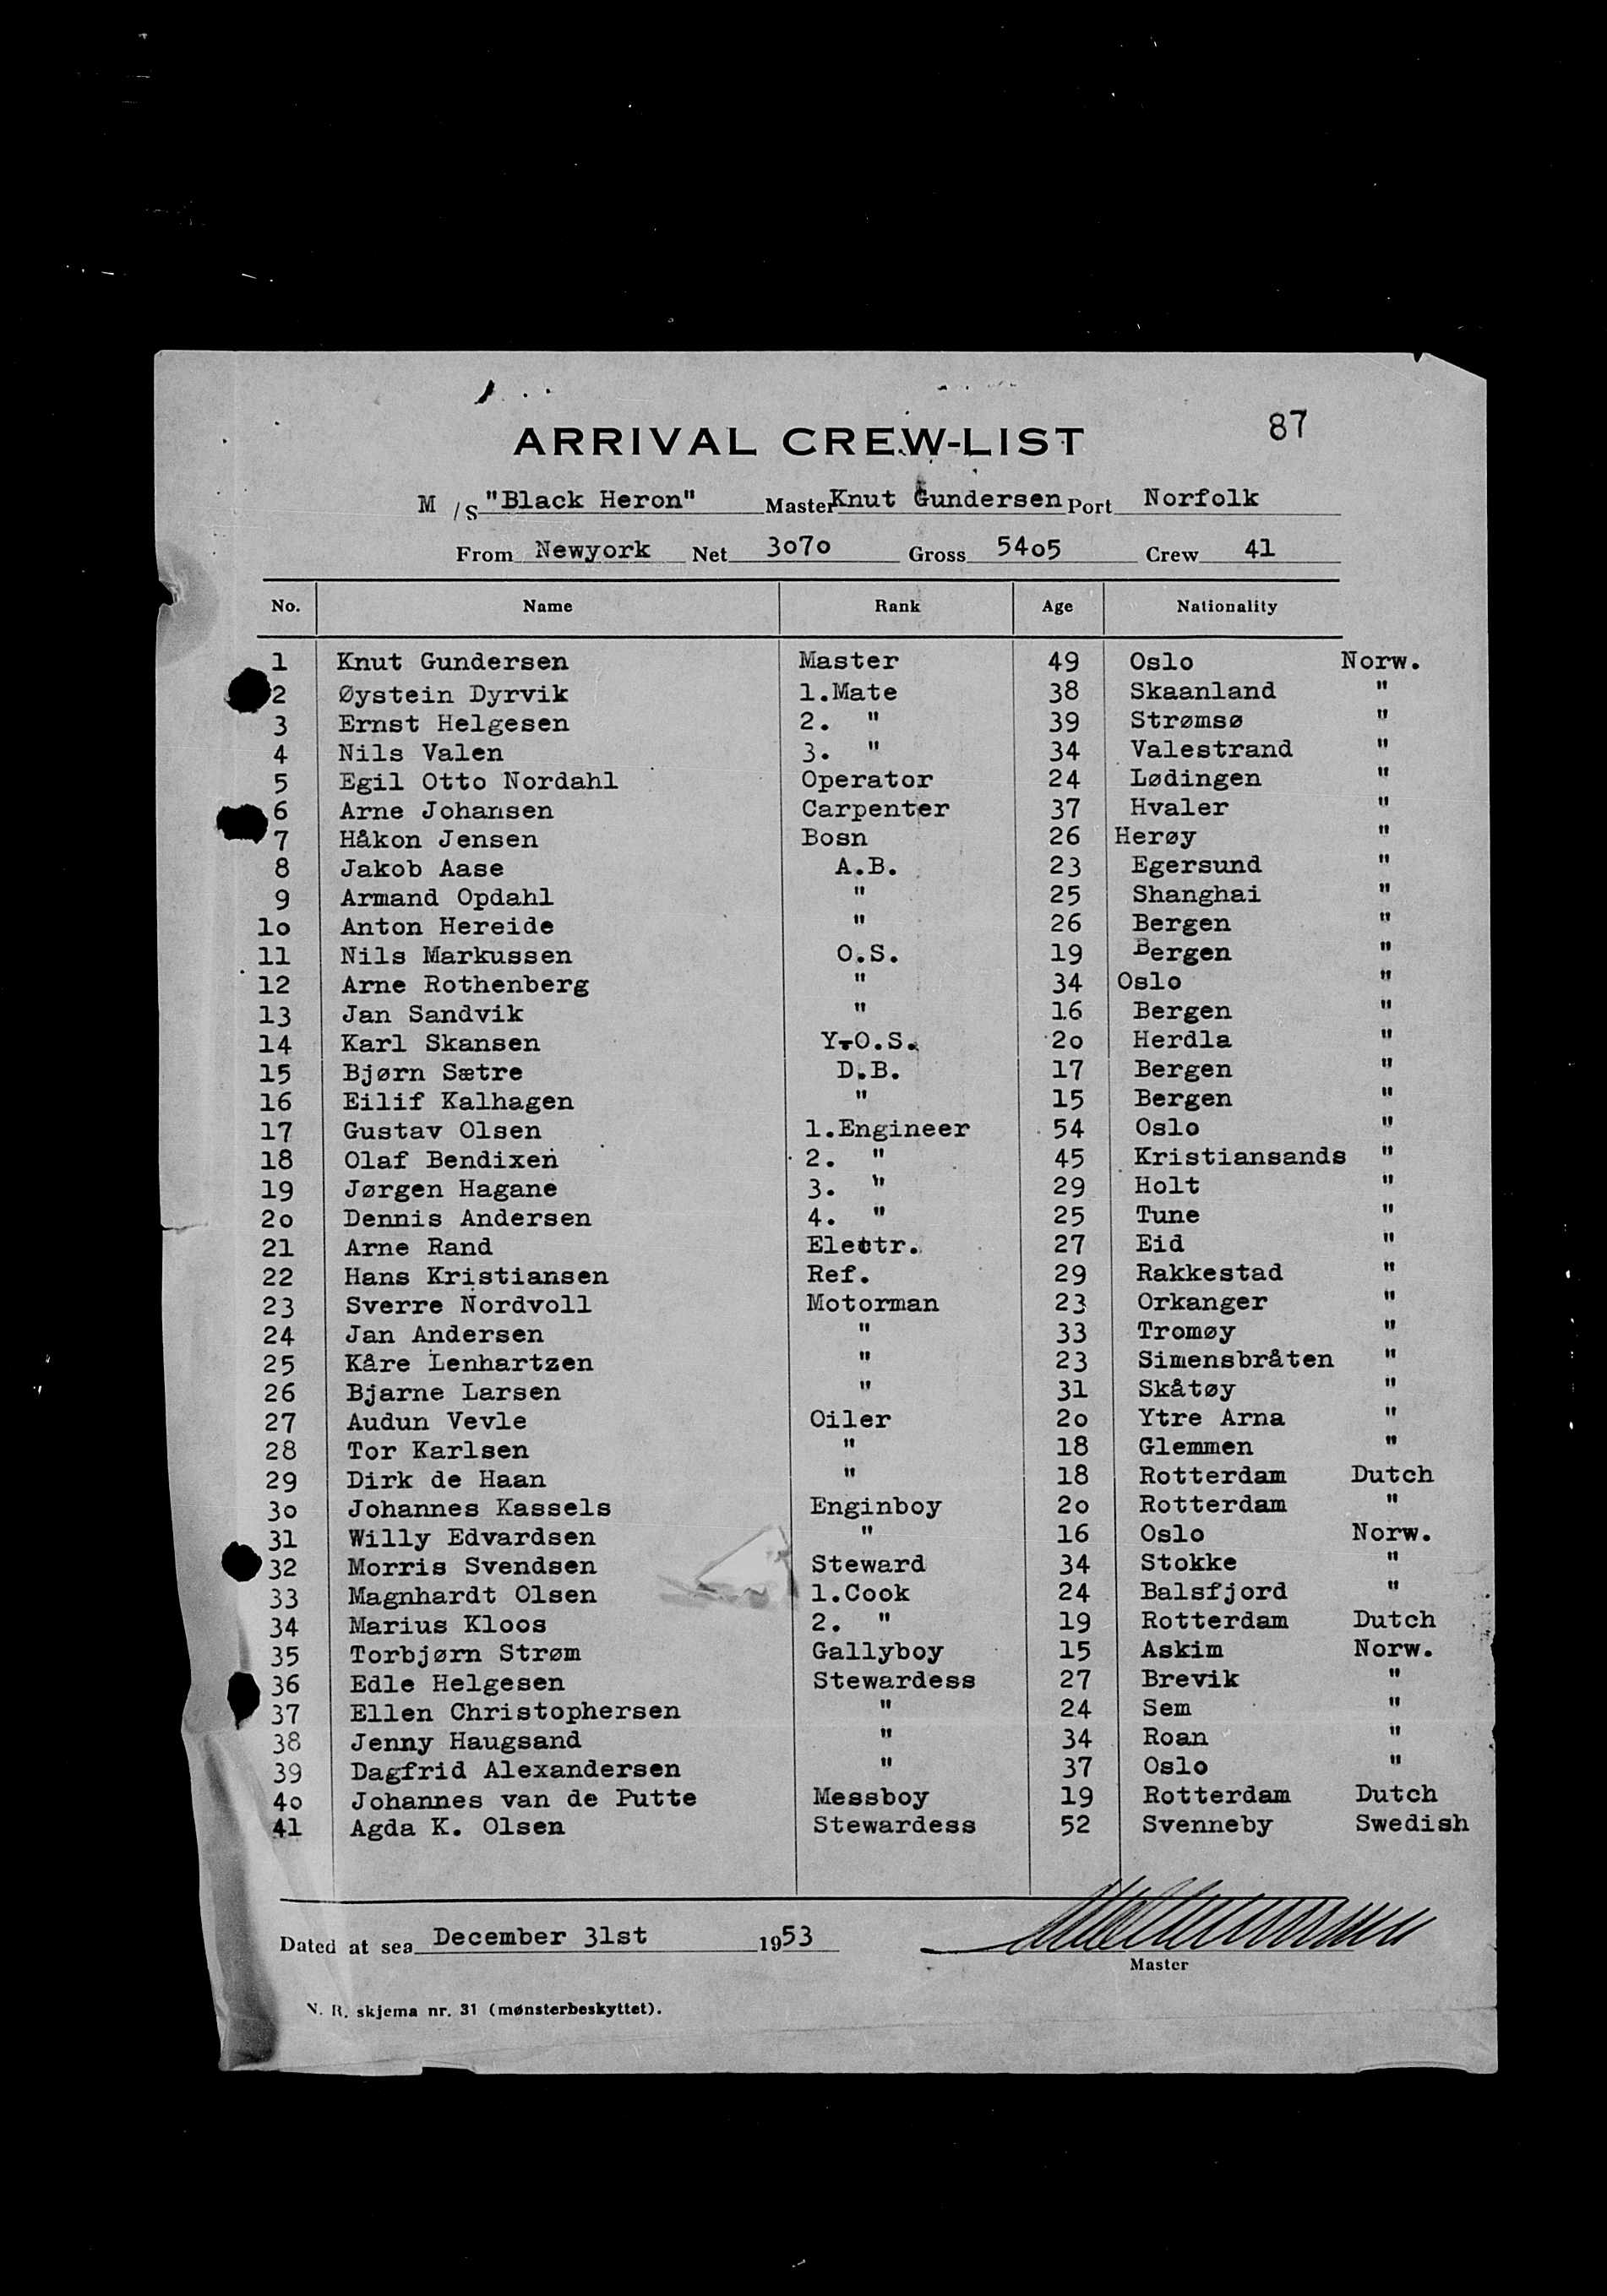 87
ARRIVAL CREW-LIST
M /S "Black Heron" Master Knut Gundersen Port Norfolk
From Newyork Net 3o7o Gross 54o5 Crew 41
No. Name Rank Age Nationality
1 Knut Gundersen Master 49 Oslo Norw.
2 Øystein Dyrvik 1.Mate 38 Skaanland "
3 Ernst Helgesen 2. " 39 Strømsø "
4 Nils Valen 3. " 34 Valestrand "
5 Egil Otto Nordahl Operator 24 Lødingen "
6 Arne Johansen Carpenter 37 Hvaler "
7 Håkon Jensen Bosn 26 Herøy "
8 Jakob Aase A.B. 23 Egersund "
9 Armand Opdahl " 25 Shanghai "
1o Anton Hereide " 26 Bergen "
11 Nils Markussen O.S. 19 Bergen "
12 Arne Rothenberg " 34 Oslo "
13 Jan Sandvik " 16 Bergen "
14 Karl Skansen Y.O.S. 2o Herdla "
15 Bjørn Sætre D.B. 17 Bergen "
16 Eilif Kalhagen " 15 Bergen "
17 Gustav Olsen 1.Engineer 54 Oslo "
18 Olaf Bendixen 2. " 45 Kristiansands "
19 Jørgen Hagane 3. " 29 Holt "
2o Dennis Andersen 4. " 25 Tune "
21 Arne Rand Electr. 27 Eid "
22 Hans Kristiansen Ref. 29 Rakkestad "
23 Sverre Nordvoll Motorman 23 Orkanger "
24 Jan Andersen " 33 Tromøy "
25 Kåre Lenhartzen " 23 Simensbråten "
26 Bjarne Larsen " 31 Skåtøy "
27 Audun Vevle Oiler 2o Ytre Arna "
28 Tor Karlsen " 18 Glemmen "
29 Dirk de Haan " 18 Rotterdam Dutch
3o Johannes Kassels Enginboy 2o Rotterdam "
31 Willy Edvardsen " 16 Oslo Norw.
32 Morris Svendsen Steward 34 Stokke "
33 Magnhardt Olsen 1.Cook 24 Balsfjord "
34 Marius Kloos 2. " 19 Rotterdam Dutch
35 Torbjørn Strøm Gallyboy 15 Askim Norw.
36 Edle Helgesen Stewardess 27 Brevik "
37 Ellen Christophersen " 24 Sem "
38 Jenny Haugsand " 34 Roan "
39 Dagfrid Alexandersen " 37 Oslo "
4o Johannes van de Putte Messboy 19 Rotterdam Dutch
41 Agda K. Olsen Stewardess 52 Svenneby Swedish
Dated at sea December 31st 1953
Master
N. R. skjema nr. 31 (mønsterbeskyttet).